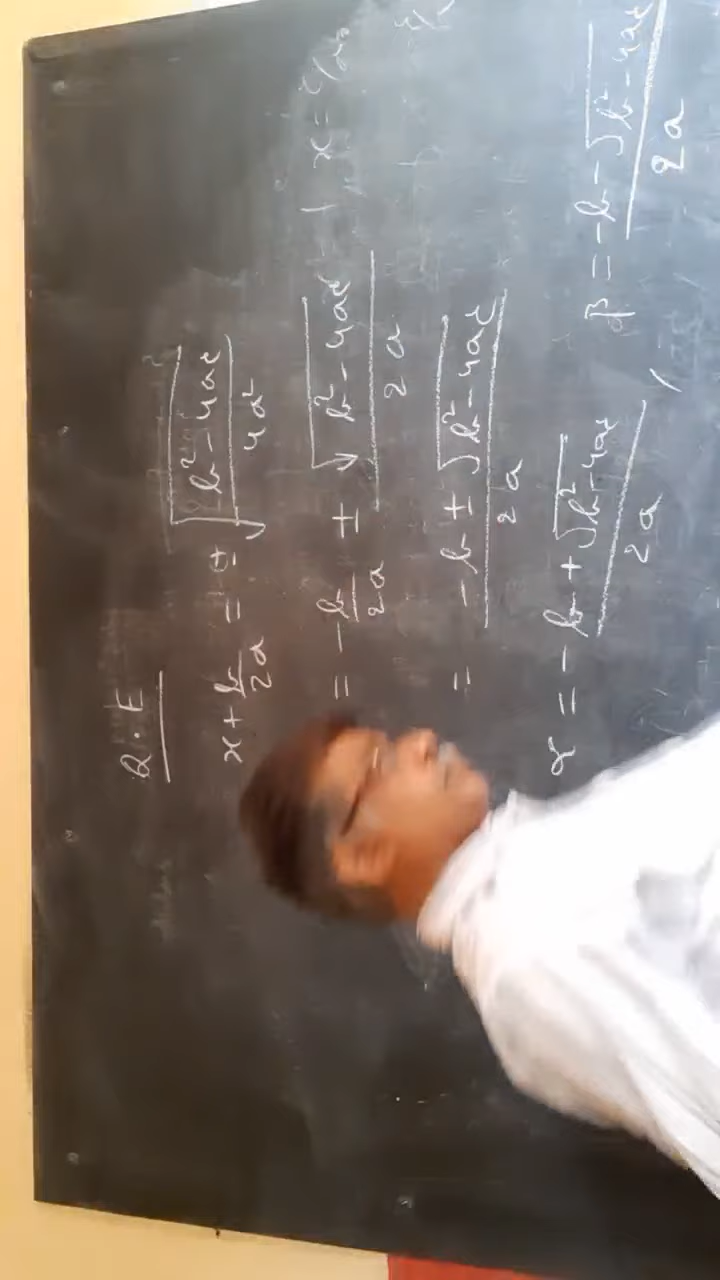 Q.E
x + b/2a = ± √(b² - 4ac / 4a²)
= -b/2a ± √(b² - 4ac) / 2a
= -b ± √(b² - 4ac) / 2a
α = -b + √(b² - 4ac) / 2a , β = -b - √(b² - 4ac) / 2a